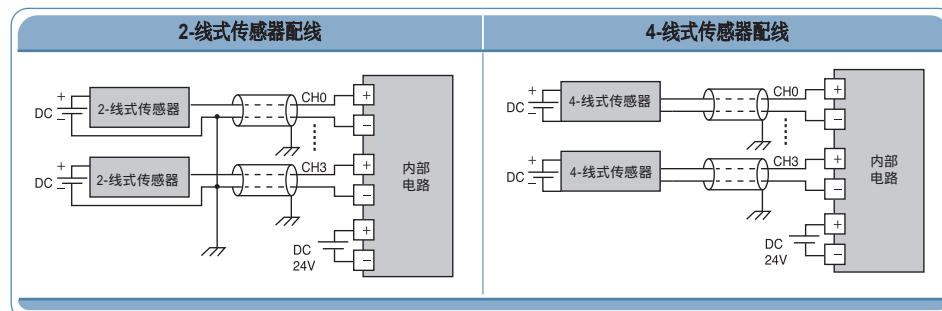 2-线式传感器配线
DC
+
−
2-线式传感器
CH0
+
−
DC
+
−
2-线式传感器
CH3
+
−
内部
电路
DC
24V
+
−
4-线式传感器配线
DC
+
−
4-线式传感器
CH0
+
−
DC
+
−
4-线式传感器
CH3
+
−
内部
电路
DC
24V
+
−